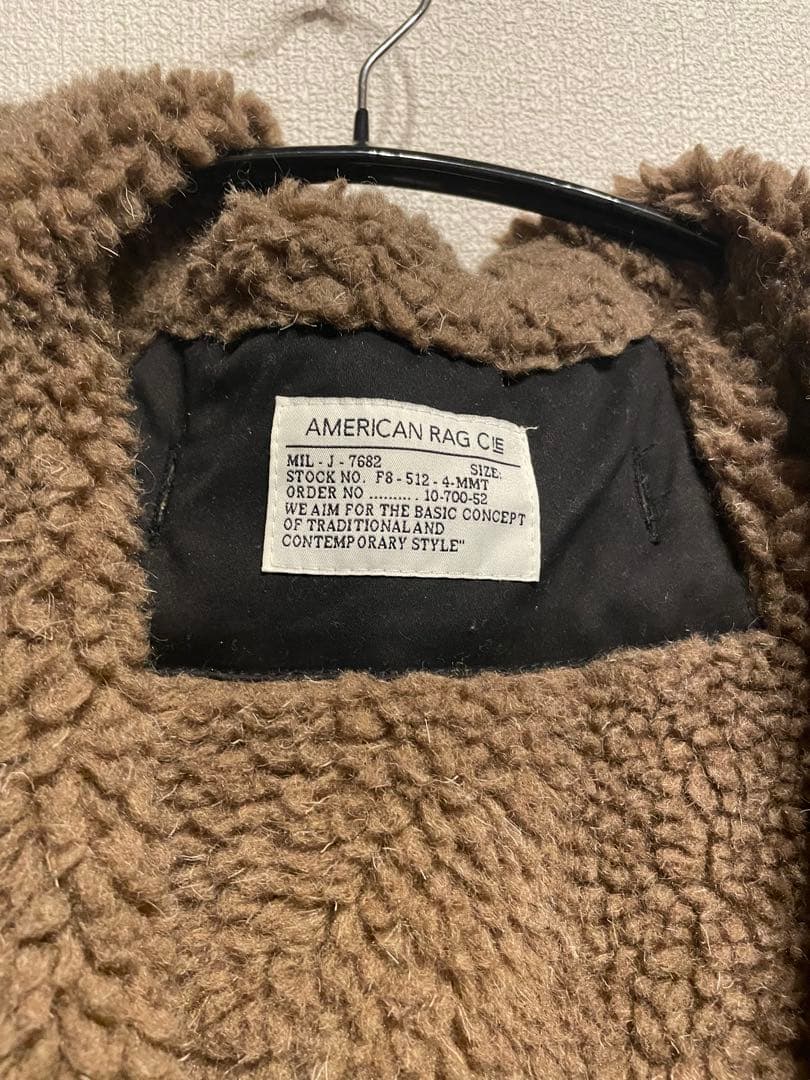 AMERICAN RAG CIE
MIL - J - 7682 SIZE:
STOCK NO. F8 - 512 - 4 - MMT
ORDER NO .......... 10-700-52
WE AIM FOR THE BASIC CONCEPT
OF TRADITIONALAND
CONTEMPORARY STYLE"